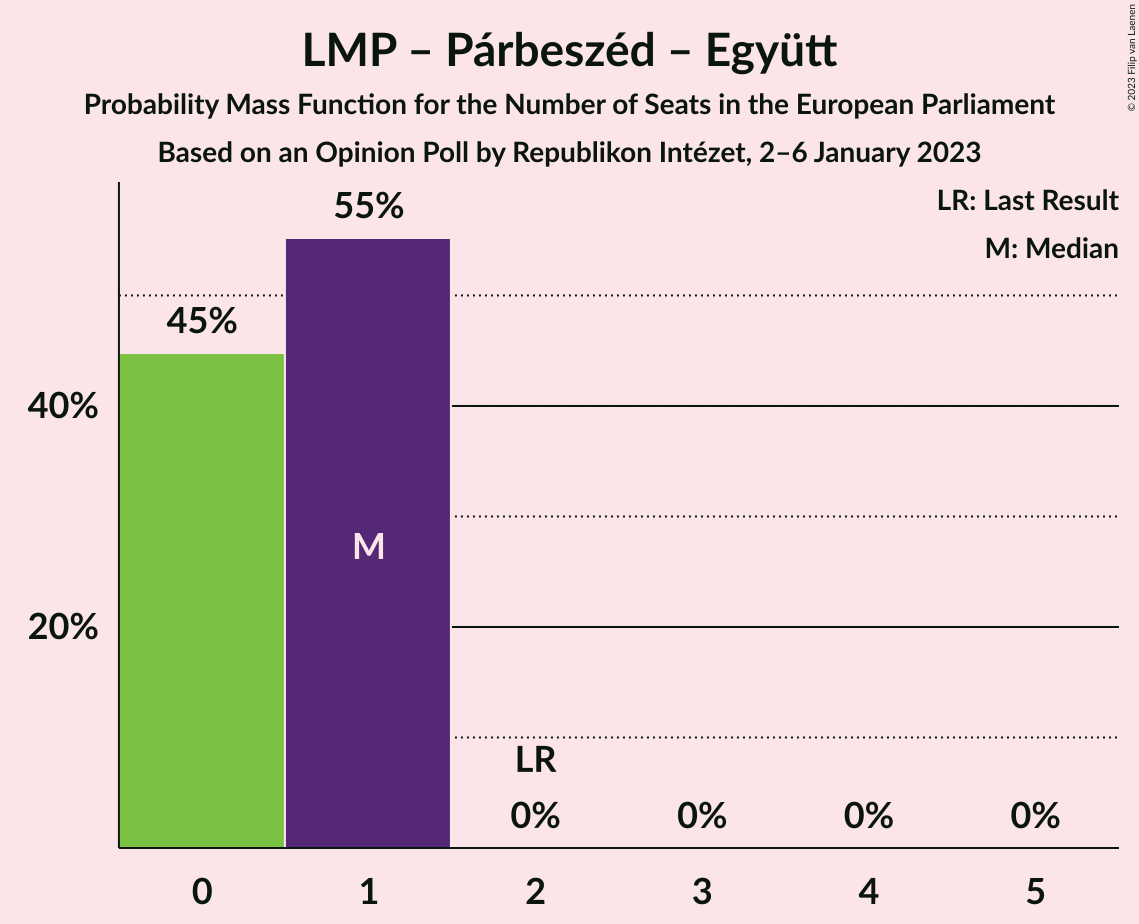 LMP – Párbeszéd – Együtt
Probability Mass Function for the Number of Seats in the European Parliament
Based on an Opinion Poll by Republikon Intézet, 2–6 January 2023
© 2023 Filip van Laenen
LR: Last Result
M: Median
55%
45%
40%
M
20%
LR
0% 0% 0% 0%
0 1 2 3 4 5